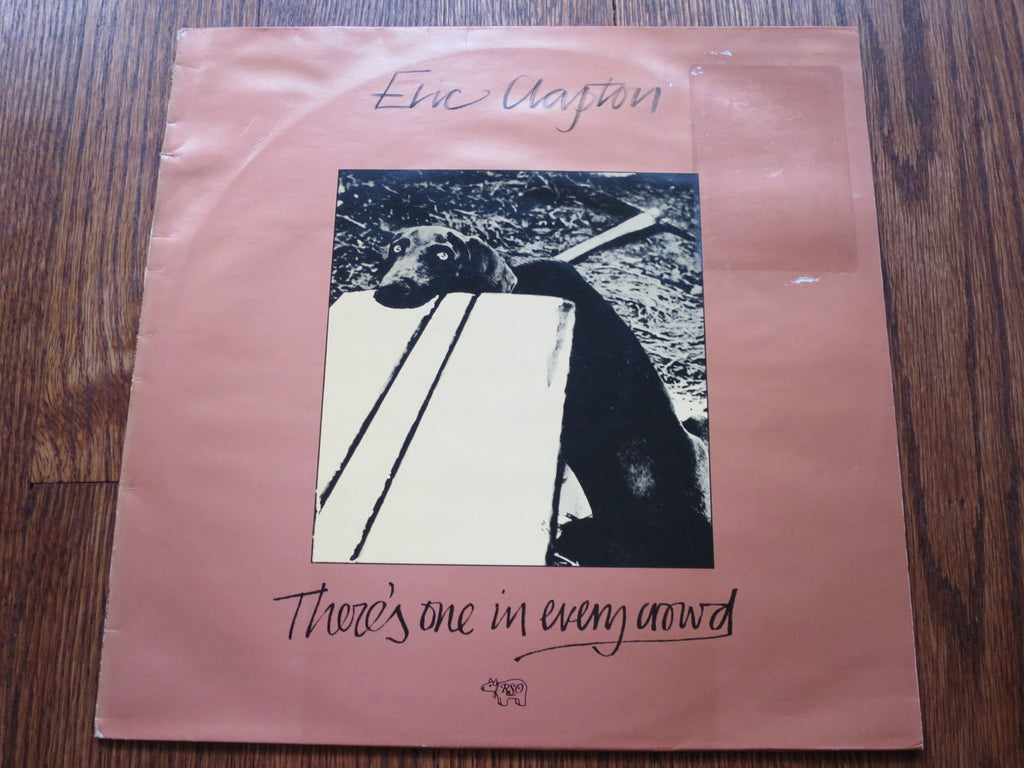 Eric Clapton
There's one in every crowd
RSO